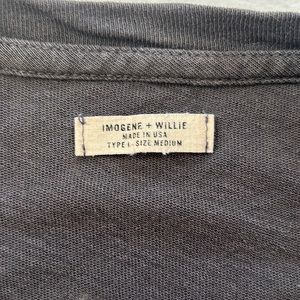 IMOGENE + WILLIE
MADE IN USA
TYPE 1 - SIZE MEDIUM